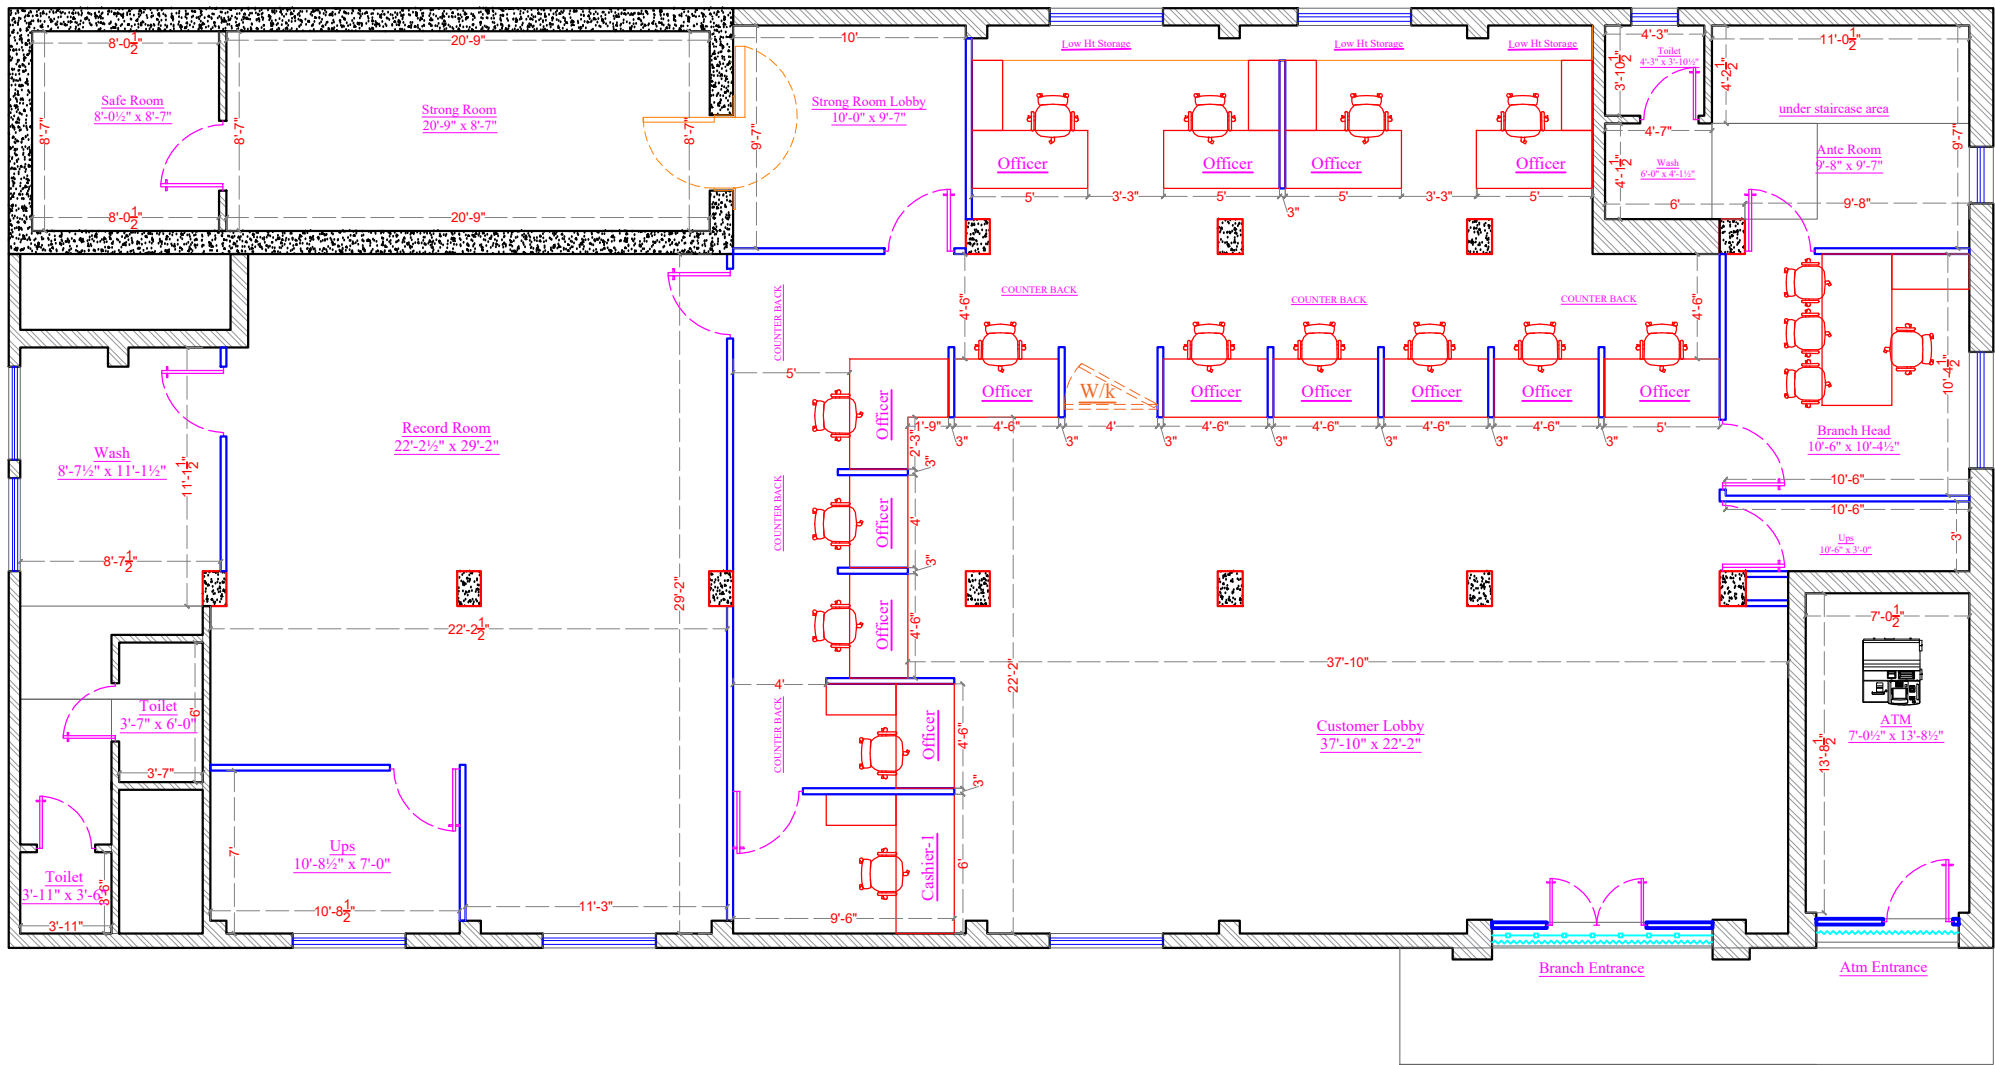 8'-0½"
20'-9"
10'
Low Ht Storage
Low Ht Storage
Low Ht Storage
4'-3"
11'-0½"
Toilet
4'-3" x 3'-10½"
3'-10½"
4'-2½"
Safe Room
8'-0½" x 8'-7"
Strong Room
20'-9" x 8'-7"
Strong Room Lobby
10'-0" x 9'-7"
under staircase area
8'-7"
8'-7"
8'-7"
9'-7"
4'-7"
9'-7"
Officer
Officer
Officer
Officer
Wash
6'-0" x 4'-1½"
4'-1½"
Ante Room
9'-8" x 9'-7"
8'-0½"
20'-9"
5'
3'-3"
5'
3"
5'
3'-3"
5'
6'
9'-8"
COUNTER BACK
COUNTER BACK
COUNTER BACK
COUNTER BACK
4'-6"
4'-6"
5'
Officer
W/k
Officer
Officer
Officer
Officer
Officer
10'-4½"
1'-9"
3"
4'-6"
3"
4'
3"
4'-6"
3"
4'-6"
3"
4'-6"
3"
4'-6"
3"
5'
Record Room
22'-2½" x 29'-2"
Officer
2'-3"
3"
Branch Head
10'-6" x 10'-4½"
Wash
8'-7½" x 11'-1½"
11'-1½"
10'-6"
10'-6"
COUNTER BACK
Officer
4'
3"
Ups
10'-6" x 3'-0"
3'
8'-7½"
29'-2"
Officer
4'-6"
22'-2½"
22'-2"
37'-10"
7'-0½"
4'
COUNTER BACK
Toilet
3'-7" x 6'-0"
6'
Officer
4'-6"
Customer Lobby
37'-10" x 22'-2"
ATM
7'-0½" x 13'-8½"
13'-8½"
3'-7"
3"
Ups
10'-8½" x 7'-0"
7'
Cashier-1
6'
Toilet
3'-11" x 3'-6"
3'-6"
3'-11"
10'-8½"
11'-3"
9'-6"
Branch Entrance
Atm Entrance